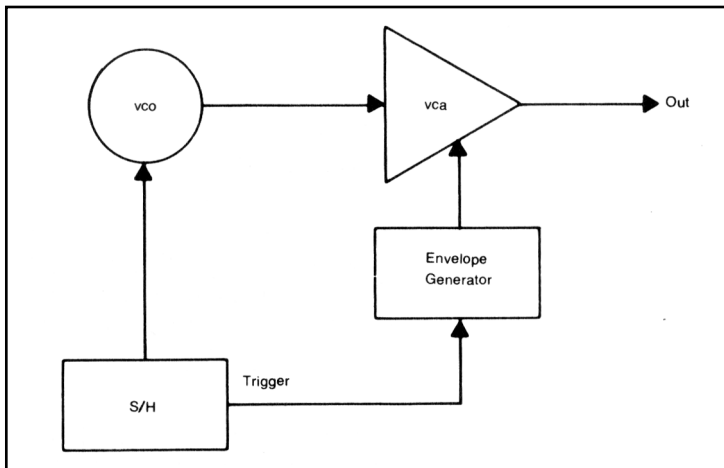 vco
vca
Out
Envelope
Generator
Trigger
S/H